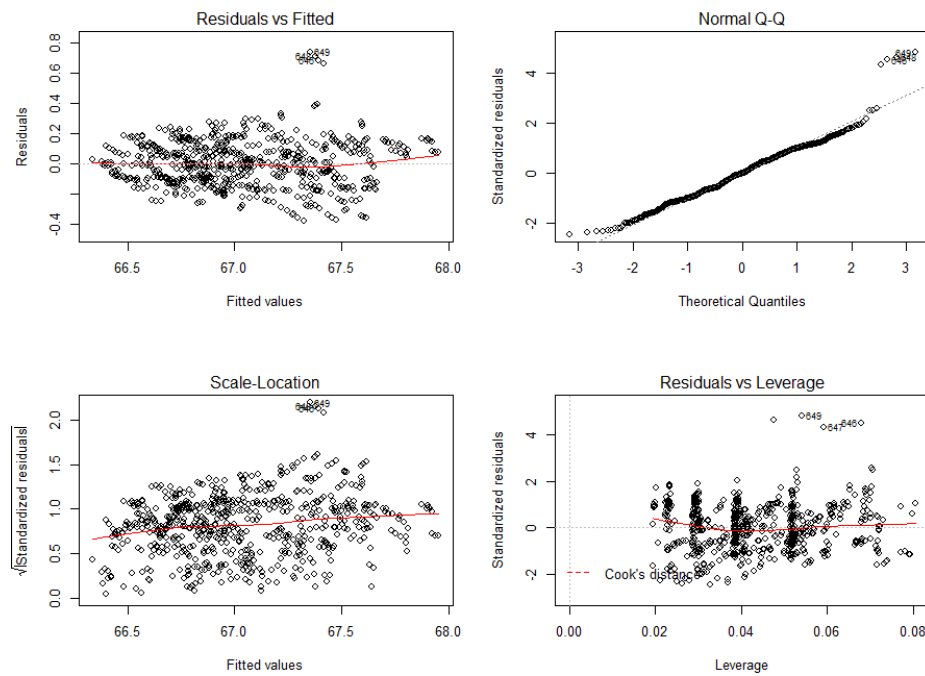 Residuals vs Fitted
Residuals
0.8
0.6
0.4
0.2
0.0
-0.4
649
66.5 67.0 67.5 68.0
Fitted values
Normal Q-Q
Standardized residuals
4
2
0
-2
649
-3 -2 -1 0 1 2 3
Theoretical Quantiles
Scale-Location
√|Standardized residuals|
2.0
1.5
1.0
0.5
0.0
649
66.5 67.0 67.5 68.0
Fitted values
Residuals vs Leverage
Standardized residuals
4
2
0
-2
649
647 646
Cook's distance
0.00 0.02 0.04 0.06 0.08
Leverage